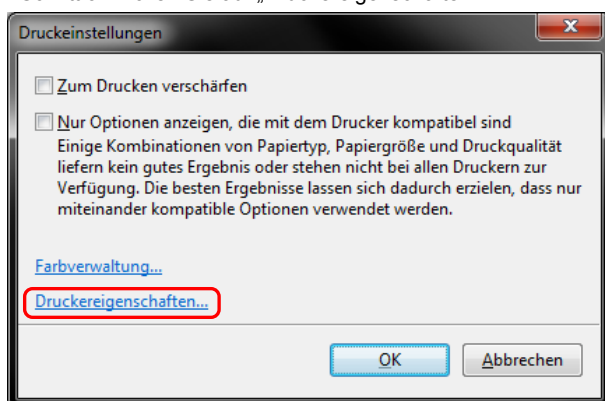 Druckeinstellungen
Zum Drucken verschärfen
Nur Optionen anzeigen, die mit dem Drucker kompatibel sind
Einige Kombinationen von Papiertyp, Papiergröße und Druckqualität
liefern kein gutes Ergebnis oder stehen nicht bei allen Druckern zur
Verfügung. Die besten Ergebnisse lassen sich dadurch erzielen, dass nur
miteinander kompatible Optionen verwendet werden.
Farbverwaltung...
Druckereigenschaften...
OK
Abbrechen